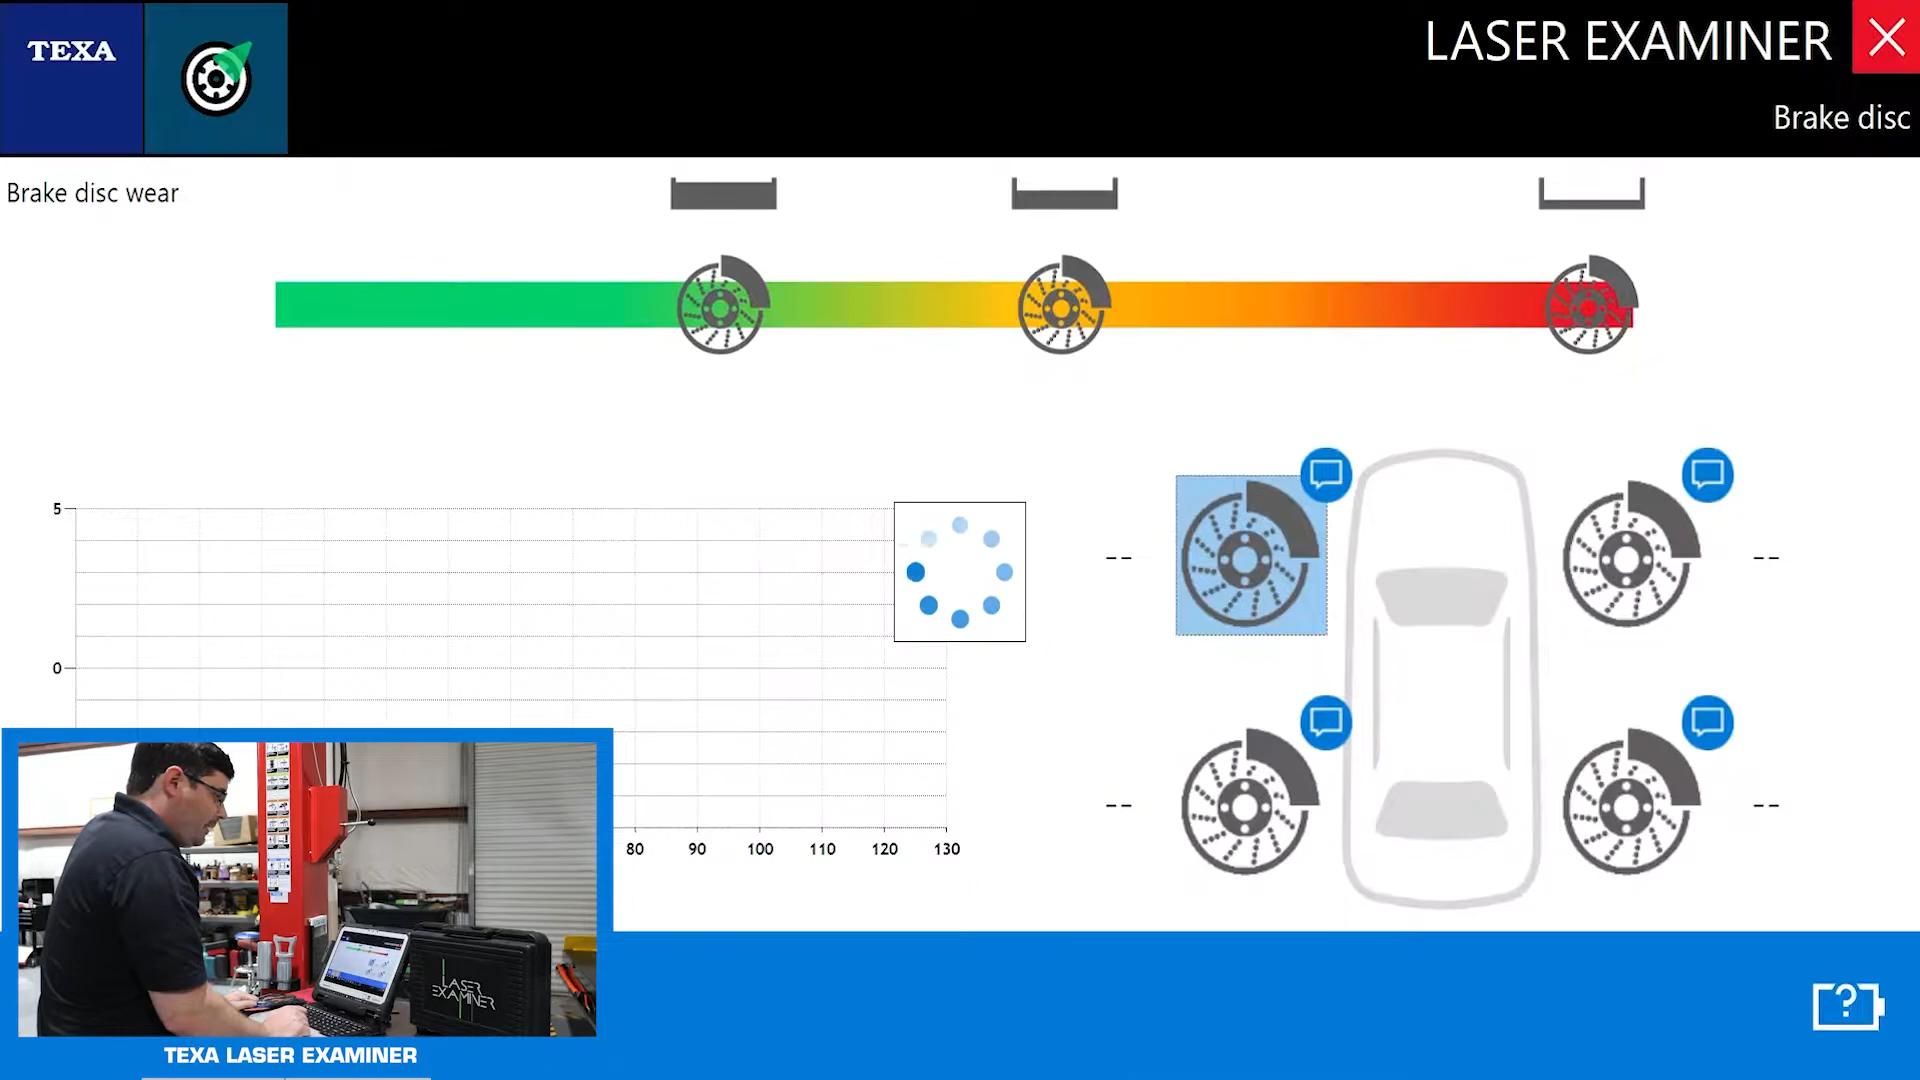 TEXA
LASER EXAMINER
Brake disc
Brake disc wear
5
0
-- --
-- --
80 90 100 110 120 130
LASER
EXAMINER
?
TEXA LASER EXAMINER